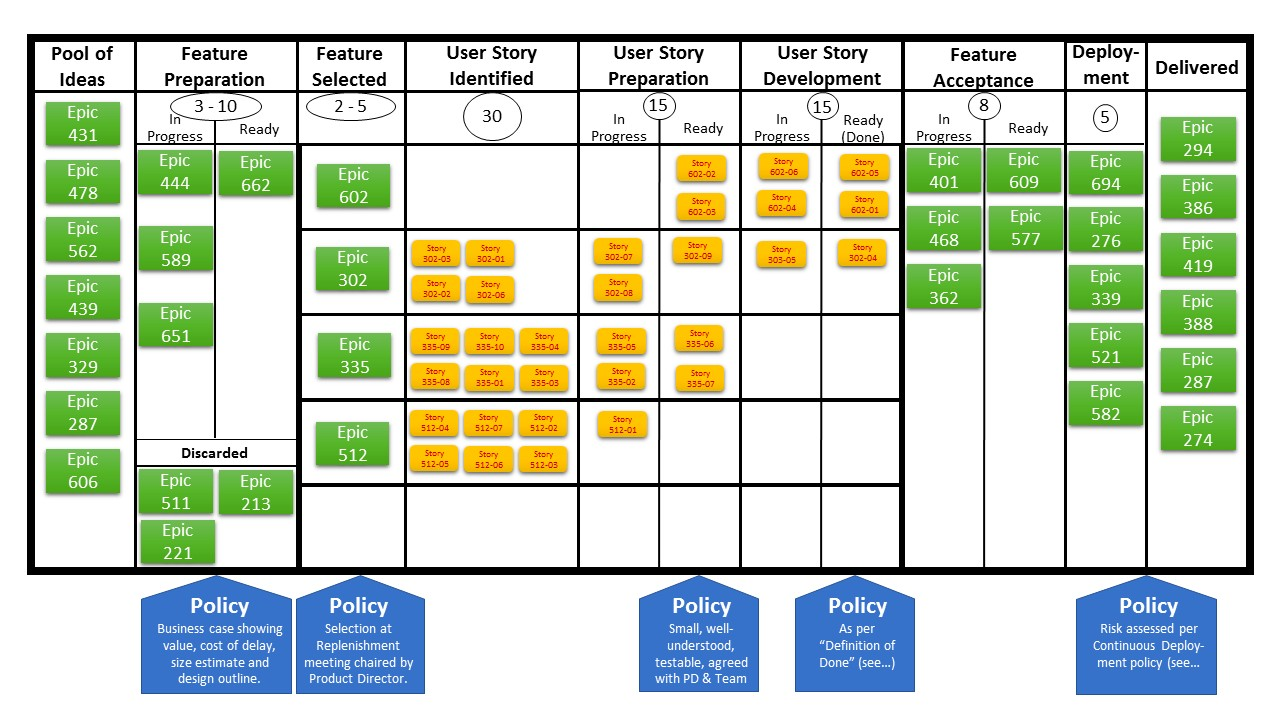 Pool of
Ideas
Feature
Preparation
Feature
Selected
User Story
Identified
User Story
Preparation
User Story
Development
Feature
Acceptance
Deploy-
ment
Delivered
3 - 10
2 - 5
30
15
15
8
5
In
Progress
Ready
In
Progress
Ready
In
Progress
Ready
(Done)
In
Progress
Ready
Epic
431
Epic
478
Epic
562
Epic
439
Epic
329
Epic
287
Epic
606
Epic
444
Epic
662
Epic
589
Epic
651
Discarded
Epic
511
Epic
213
Epic
221
Epic
602
Story
602-02
Story
602-03
Story
602-06
Story
602-05
Story
602-04
Story
602-01
Epic
302
Story
302-03
Story
302-01
Story
302-02
Story
302-06
Story
302-07
Story
302-09
Story
302-08
Story
303-05
Story
302-04
Epic
335
Story
335-09
Story
335-10
Story
335-04
Story
335-08
Story
335-01
Story
335-03
Story
335-05
Story
335-06
Story
335-02
Story
335-07
Epic
512
Story
512-04
Story
512-07
Story
512-02
Story
512-05
Story
512-06
Story
512-03
Story
512-01
Epic
401
Epic
609
Epic
468
Epic
577
Epic
362
Epic
694
Epic
276
Epic
339
Epic
521
Epic
582
Epic
294
Epic
386
Epic
419
Epic
388
Epic
287
Epic
274
Policy
Business case showing
value, cost of delay,
size estimate and
design outline.
Policy
Selection at
Replenishment
meeting chaired by
Product Director.
Policy
Small, well-
understood,
testable, agreed
with PD & Team
Policy
As per
“Definition of
Done” (see...)
Policy
Risk assessed per
Continuous Deploy-
ment policy (see...